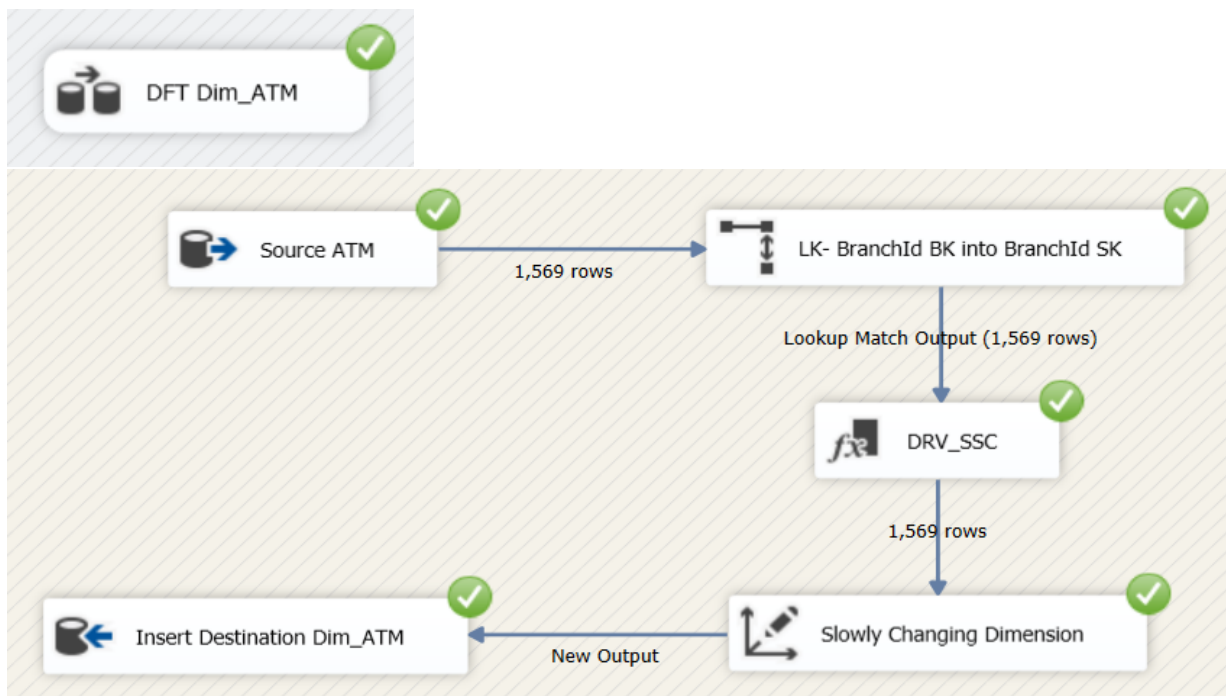 DFT Dim_ATM
Source ATM
1,569 rows
LK- BranchId BK into BranchId SK
Lookup Match Output (1,569 rows)
DRV_SSC
1,569 rows
Slowly Changing Dimension
New Output
Insert Destination Dim_ATM